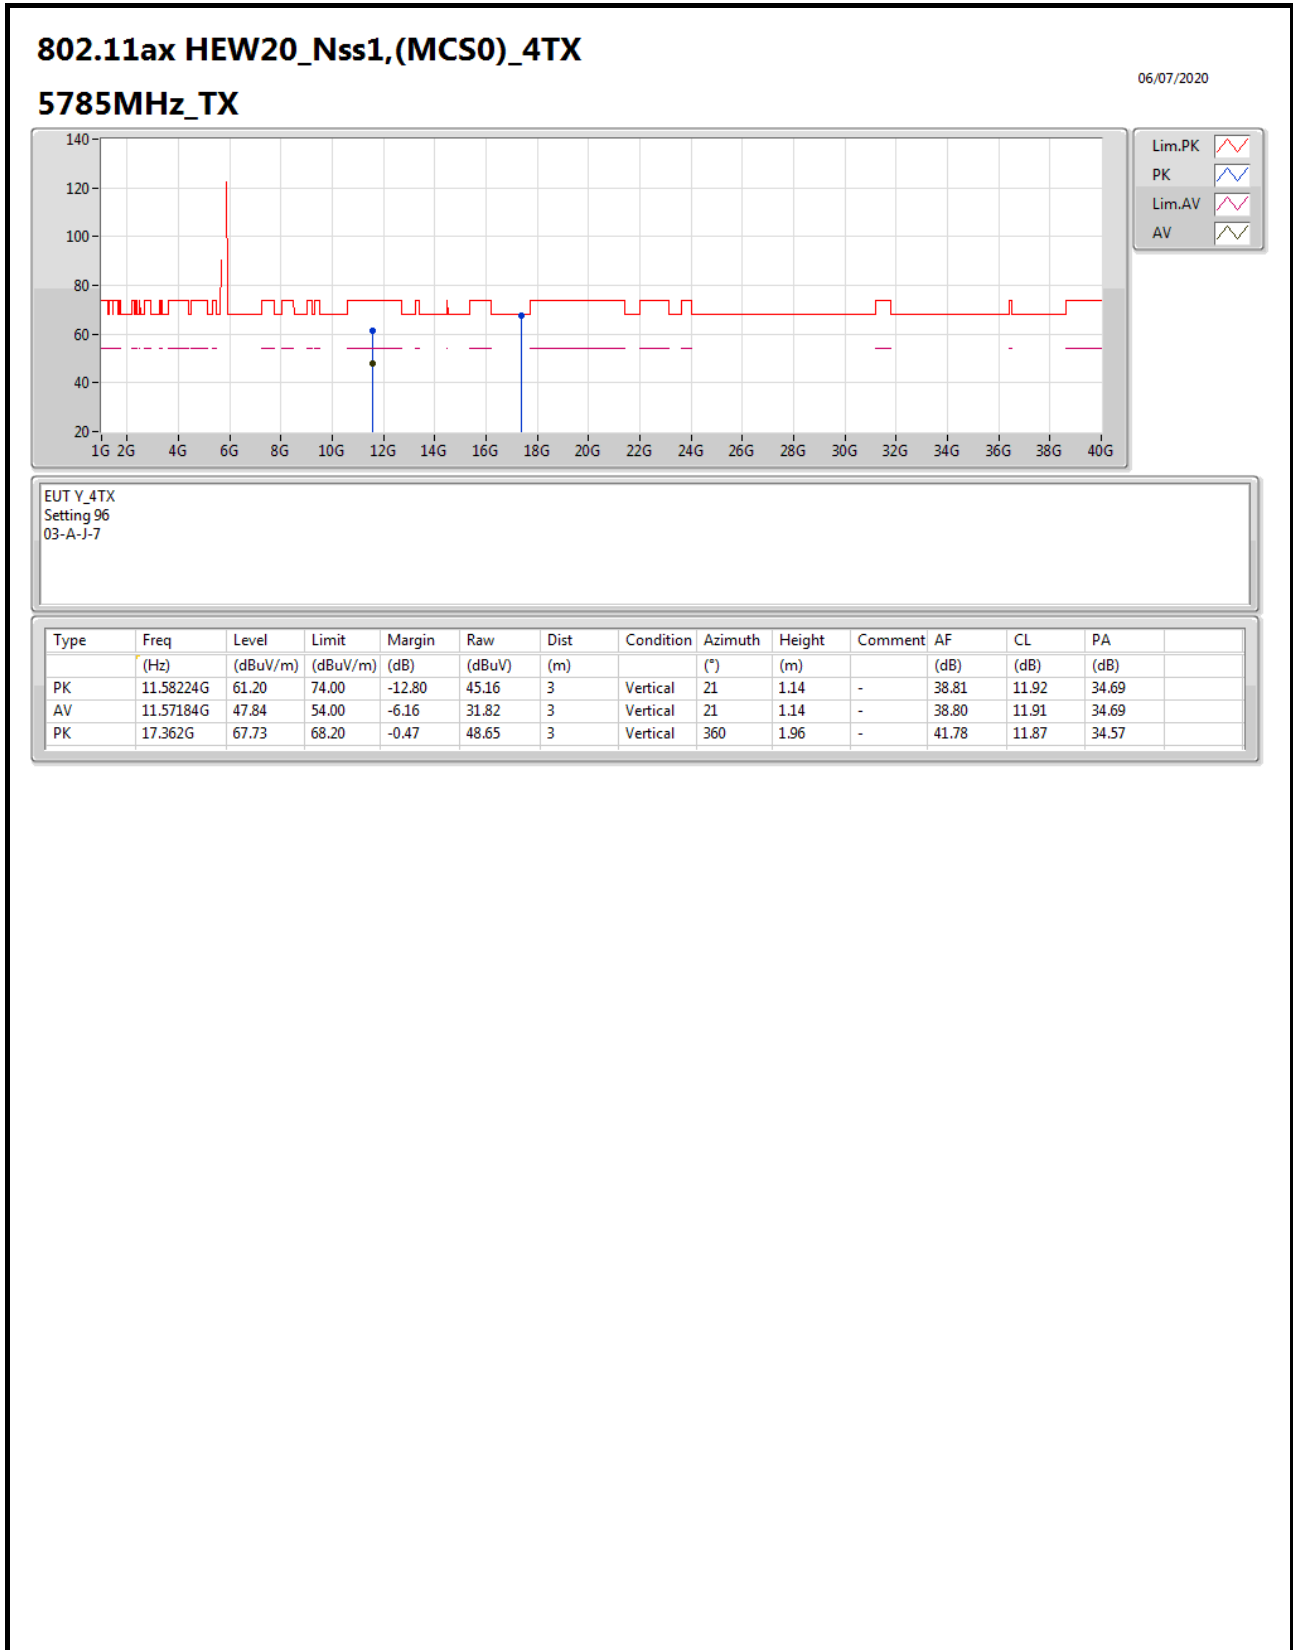 802.11ax HEW20_Nss1,(MCS0)_4TX
06/07/2020
5785MHz_TX
140
120
100
80
60
40
20
1G 2G 4G 6G 8G 10G 12G 14G 16G 18G 20G 22G 24G 26G 28G 30G 32G 34G 36G 38G 40G
Lim.PK
PK
Lim.AV
AV
EUT Y_4TX
Setting 96
03-A-J-7
Type Freq Level Limit Margin Raw Dist Condition Azimuth Height Comment AF CL PA
(Hz) (dBuV/m) (dBuV/m) (dB) (dBuV) (m) (°) (m) (dB) (dB) (dB)
PK 11.58224G 61.20 74.00 -12.80 45.16 3 Vertical 21 1.14 - 38.81 11.92 34.69
AV 11.57184G 47.84 54.00 -6.16 31.82 3 Vertical 21 1.14 - 38.80 11.91 34.69
PK 17.362G 67.73 68.20 -0.47 48.65 3 Vertical 360 1.96 - 41.78 11.87 34.57